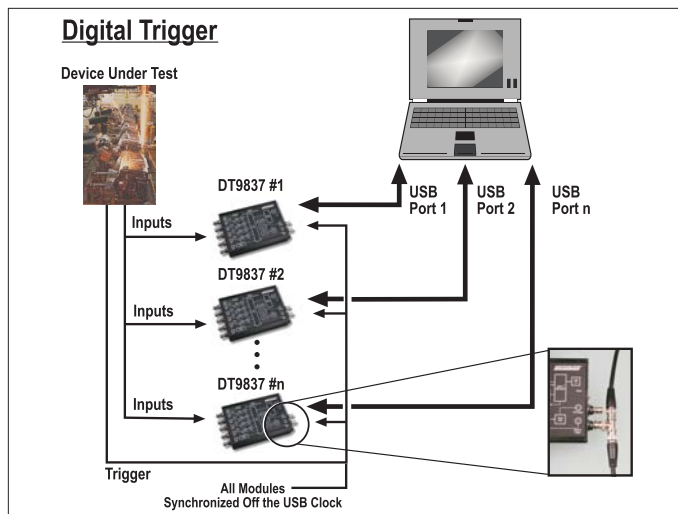 Digital Trigger
Device Under Test
DT9837 #1
USB
Port 1
USB
Port 2
USB
Port n
Inputs
DT9837 #2
Inputs
DT9837 #n
Inputs
Trigger
All Modules
Synchronized Off the USB Clock